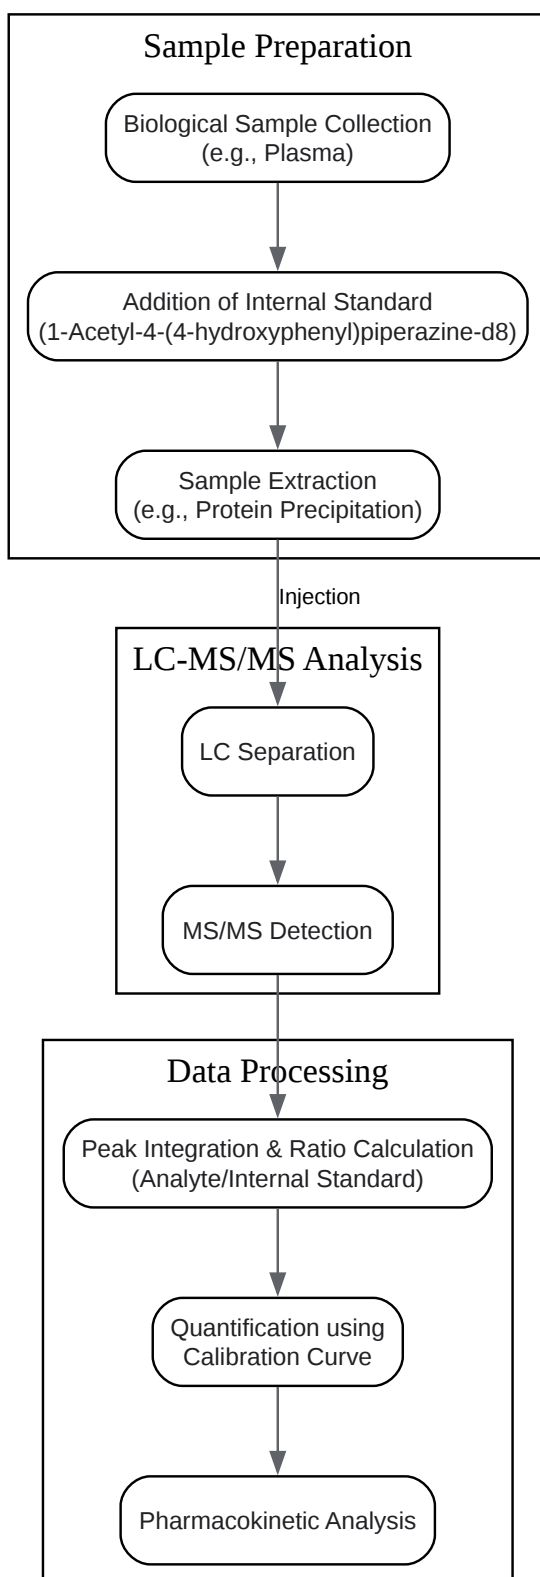 Sample Preparation
Biological Sample Collection
(e.g., Plasma)
Addition of Internal Standard
(1-Acetyl-4-(4-hydroxyphenyl)piperazine-d8)
Sample Extraction
(e.g., Protein Precipitation)
Injection
LC-MS/MS Analysis
LC Separation
MS/MS Detection
Data Processing
Peak Integration & Ratio Calculation
(Analyte/Internal Standard)
Quantification using
Calibration Curve
Pharmacokinetic Analysis